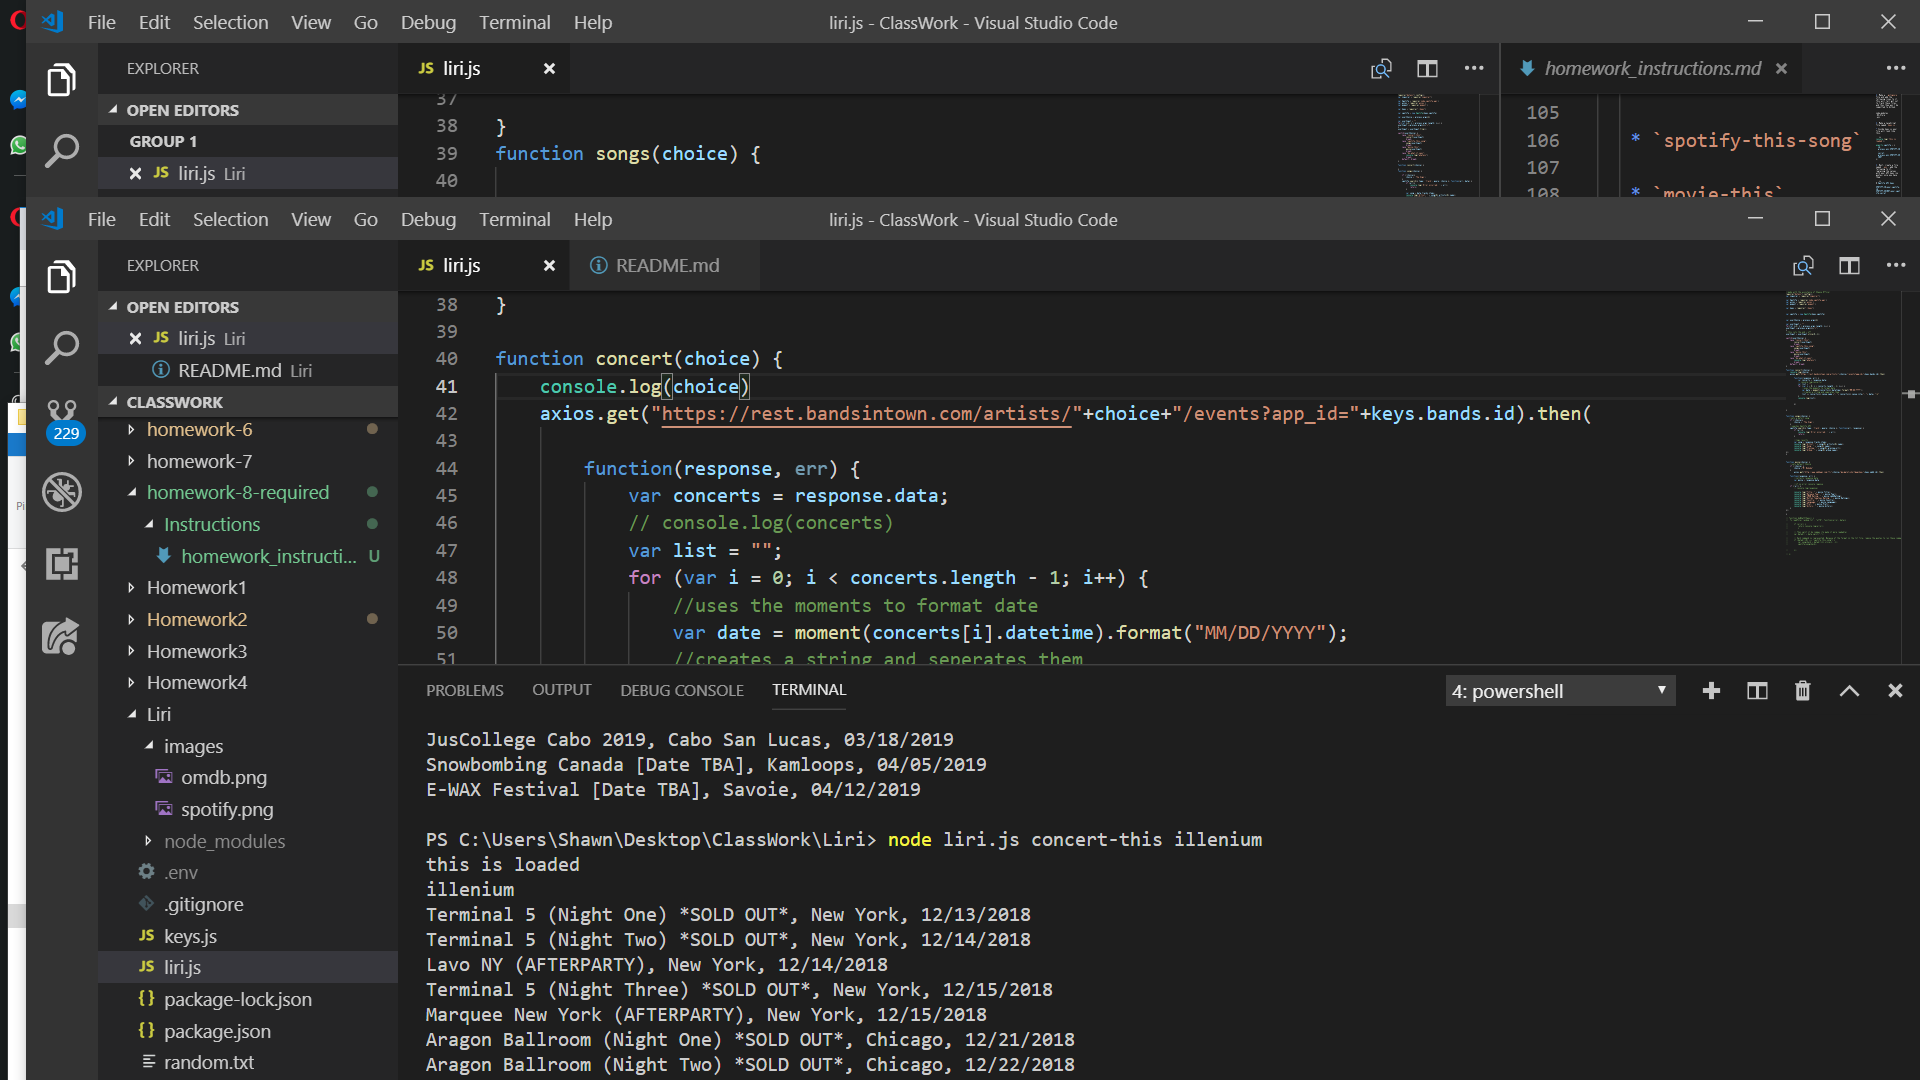 File Edit Selection View Go Debug Terminal Help
liri.js - ClassWork - Visual Studio Code
EXPLORER
JS liri.js
homework_instructions.md
OPEN EDITORS
GROUP 1
JS liri.js Liri
37
38 }
39 function songs(choice) {
40
105
106 * `spotify-this-song`
107
108 * `movie-this`
File Edit Selection View Go Debug Terminal Help
liri.js - ClassWork - Visual Studio Code
EXPLORER
JS liri.js
README.md
OPEN EDITORS
JS liri.js Liri
README.md Liri
CLASSWORK
229
homework-6
homework-7
homework-8-required
Instructions
homework_instructi... U
Homework1
Homework2
Homework3
Homework4
Liri
images
omdb.png
spotify.png
node_modules
.env
.gitignore
JS keys.js
JS liri.js
{} package-lock.json
{} package.json
random.txt
38 }
39
40 function concert(choice) {
41 console.log(choice)
42 axios.get("https://rest.bandsintown.com/artists/"+choice+"/events?app_id="+keys.bands.id).then(
43
44 function(response, err) {
45 var concerts = response.data;
46 // console.log(concerts)
47 var list = "";
48 for (var i = 0; i < concerts.length - 1; i++) {
49 //uses the moments to format date
50 var date = moment(concerts[i].datetime).format("MM/DD/YYYY");
51 //creates a string and seperates them
PROBLEMS OUTPUT DEBUG CONSOLE TERMINAL
4: powershell
JusCollege Cabo 2019, Cabo San Lucas, 03/18/2019
Snowbombing Canada [Date TBA], Kamloops, 04/05/2019
E-WAX Festival [Date TBA], Savoie, 04/12/2019
PS C:\Users\Shawn\Desktop\ClassWork\Liri> node liri.js concert-this illenium
this is loaded
illenium
Terminal 5 (Night One) *SOLD OUT*, New York, 12/13/2018
Terminal 5 (Night Two) *SOLD OUT*, New York, 12/14/2018
Lavo NY (AFTERPARTY), New York, 12/14/2018
Terminal 5 (Night Three) *SOLD OUT*, New York, 12/15/2018
Marquee New York (AFTERPARTY), New York, 12/15/2018
Aragon Ballroom (Night One) *SOLD OUT*, Chicago, 12/21/2018
Aragon Ballroom (Night Two) *SOLD OUT*, Chicago, 12/22/2018